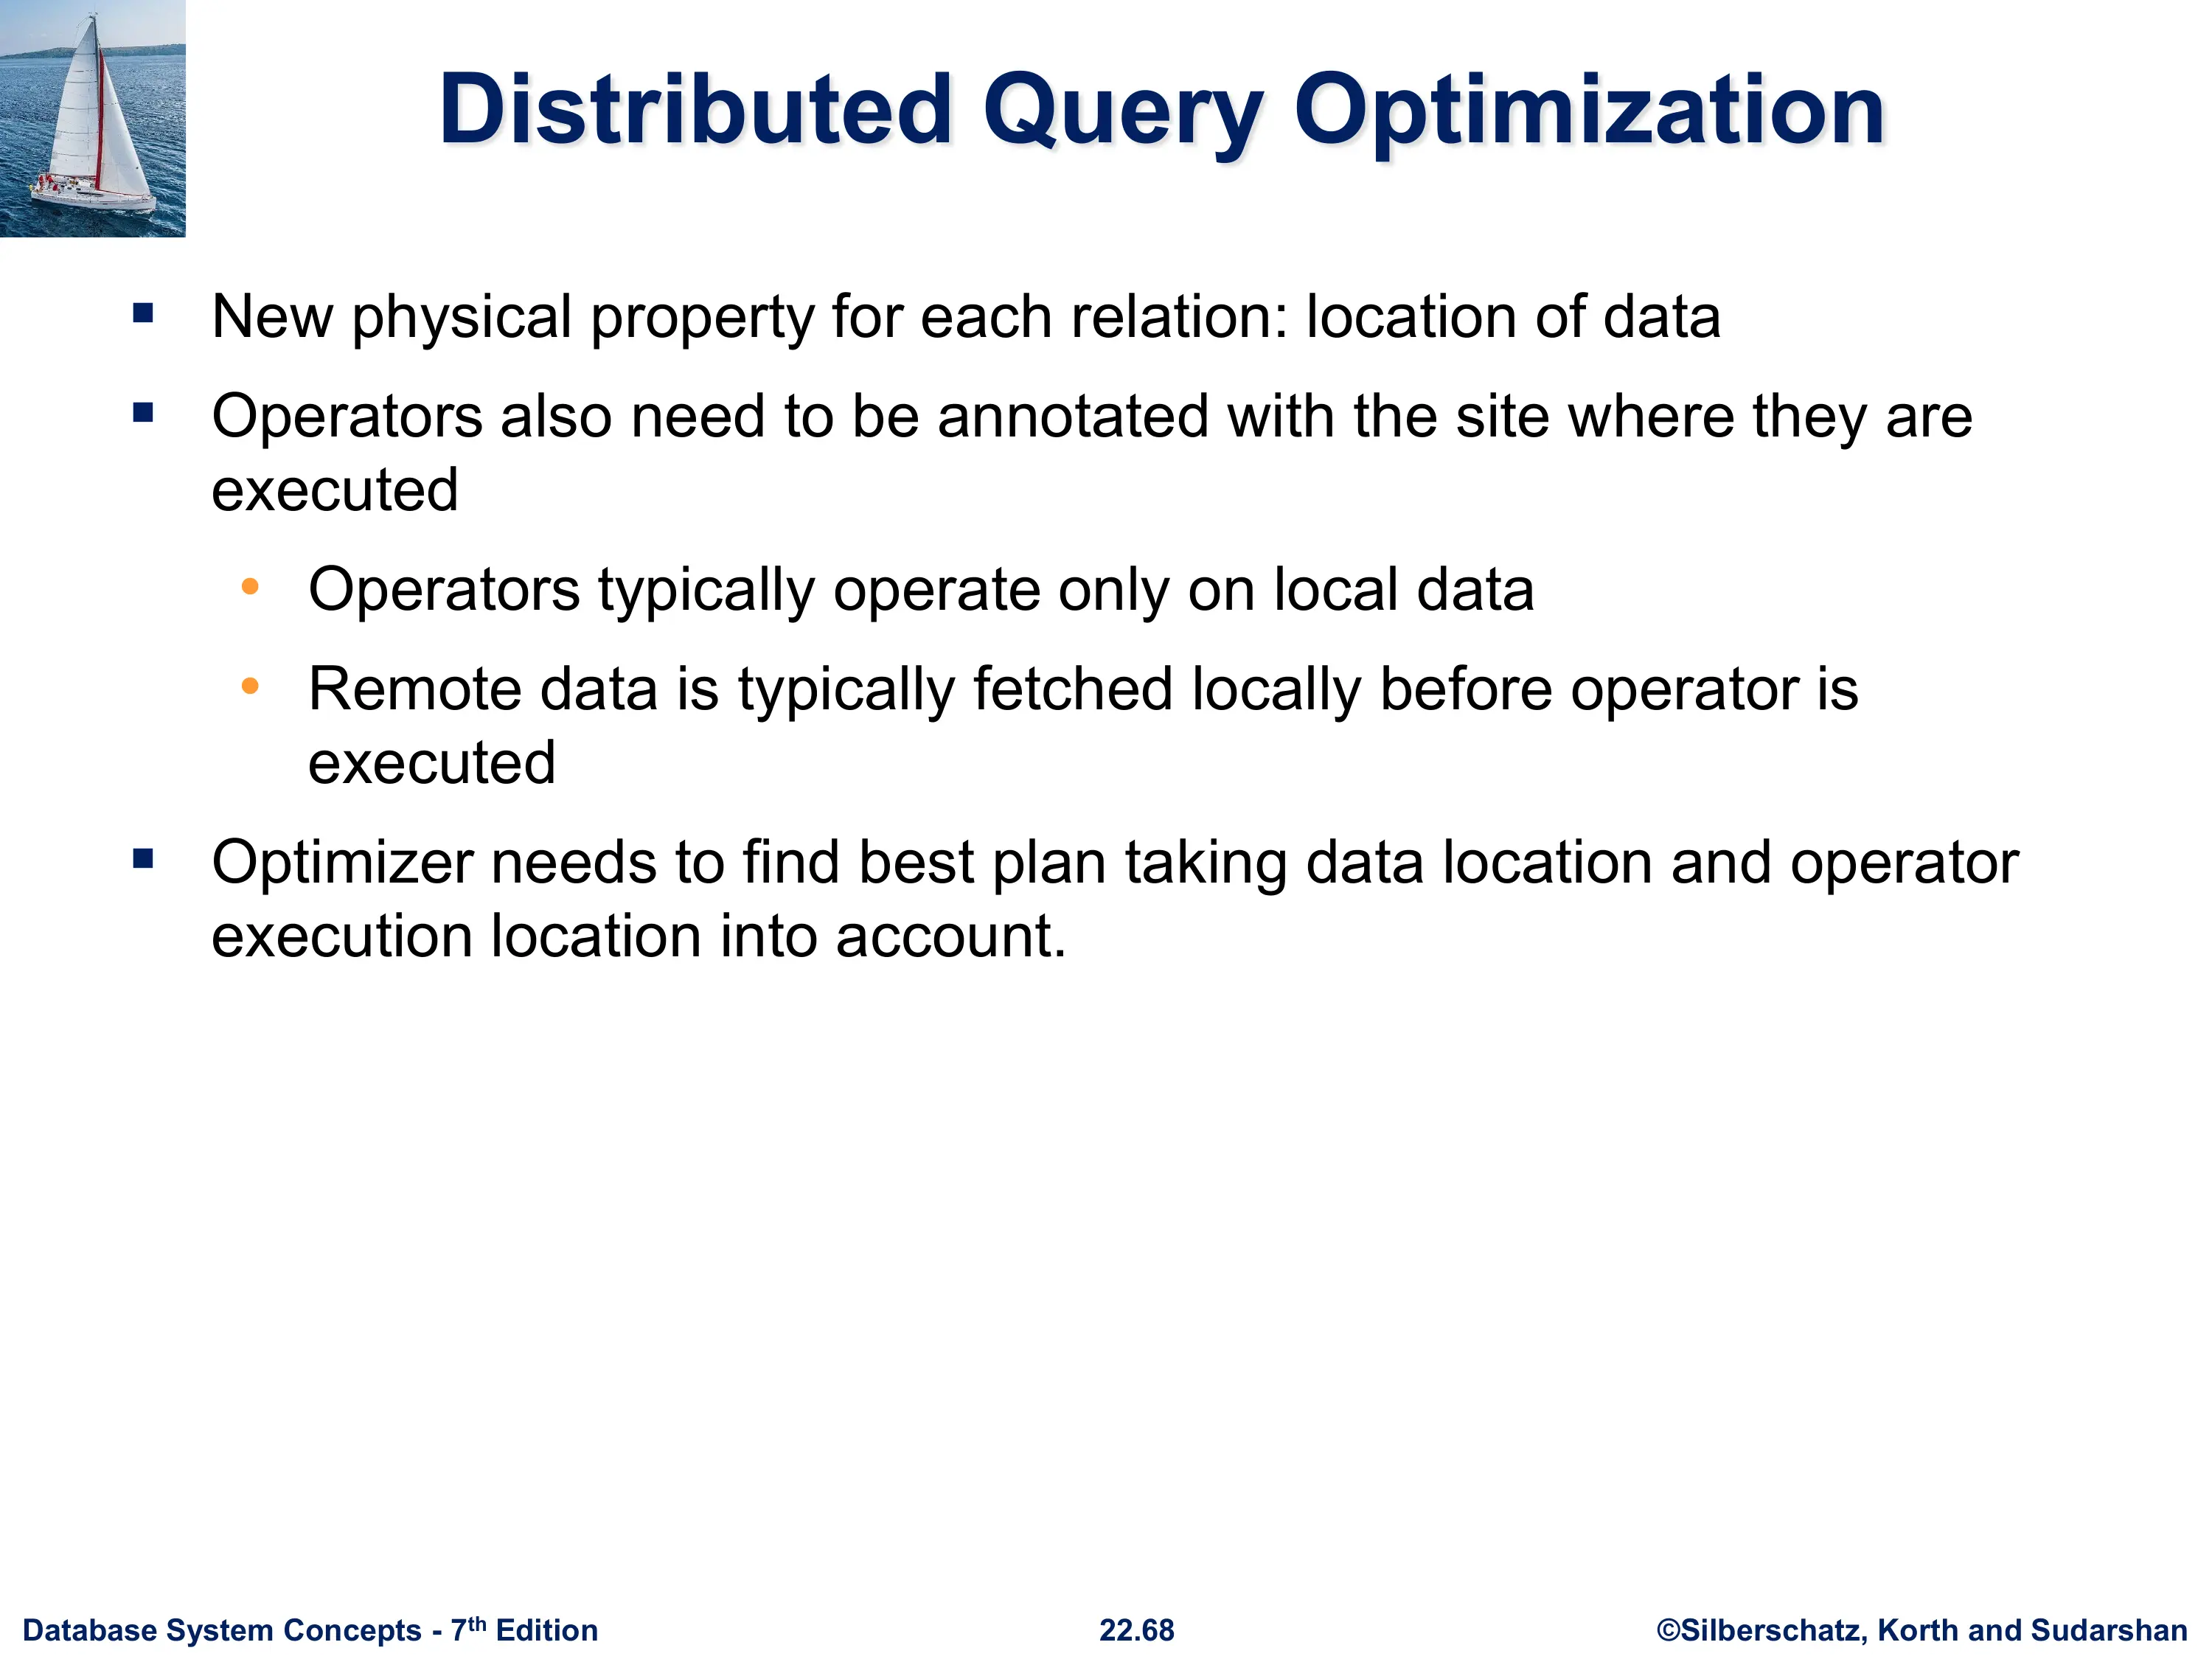 Distributed Query Optimization
▪ New physical property for each relation: location of data
▪ Operators also need to be annotated with the site where they are
executed
• Operators typically operate only on local data
• Remote data is typically fetched locally before operator is
executed
▪ Optimizer needs to find best plan taking data location and operator
execution location into account.
Database System Concepts - 7th Edition
22.68
©Silberschatz, Korth and Sudarshan